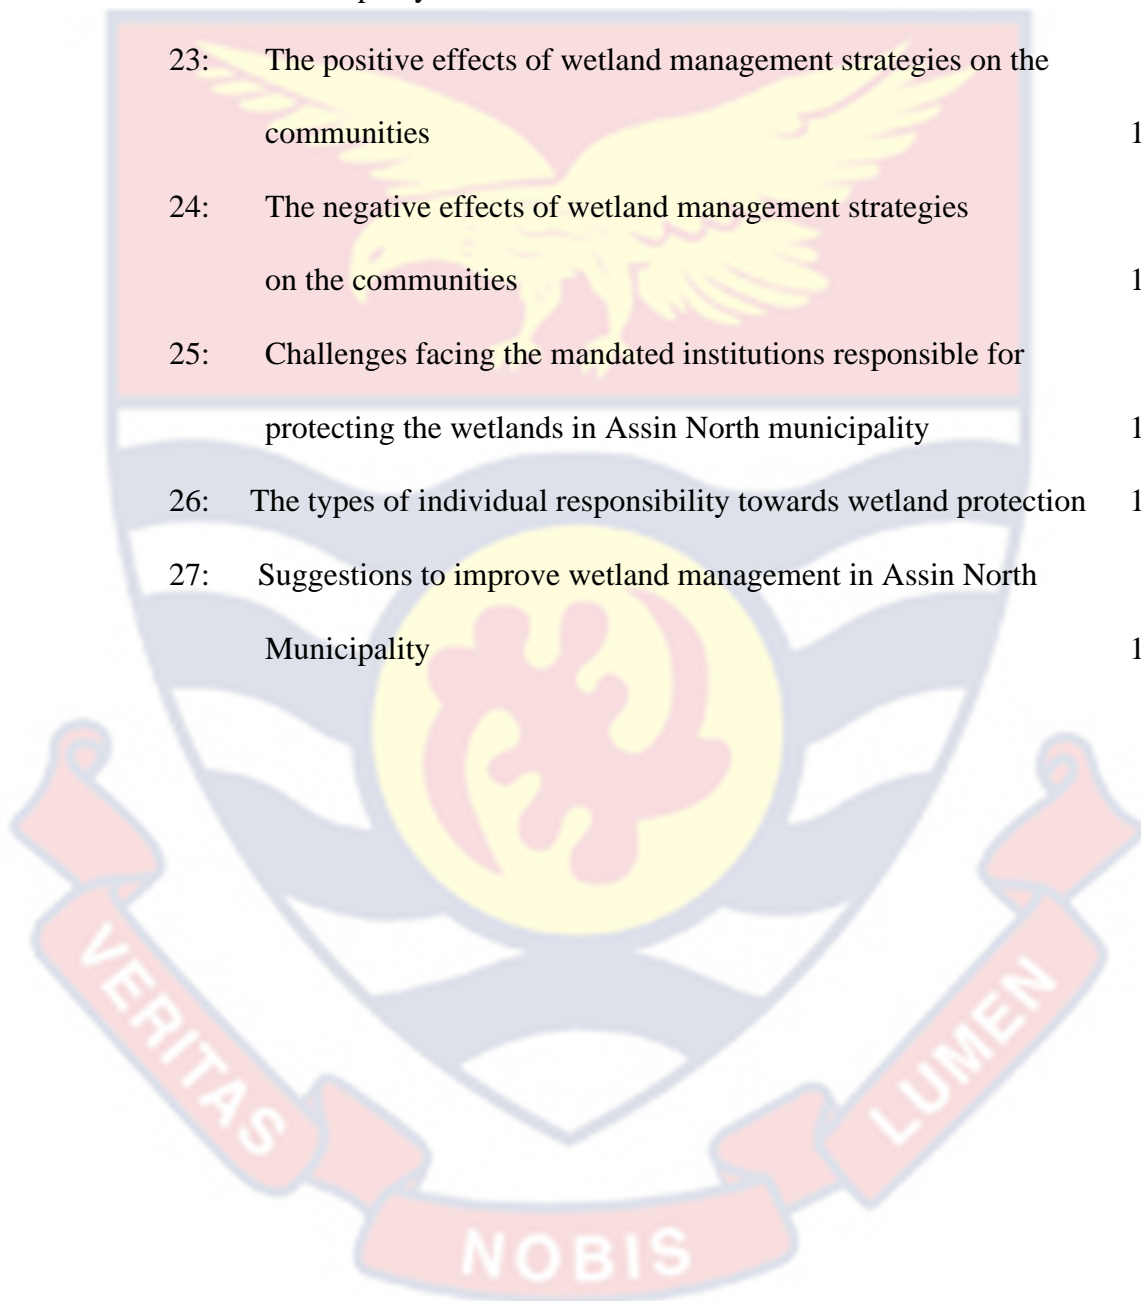 23: The positive effects of wetland management strategies on the
communities 1
24: The negative effects of wetland management strategies
on the communities 1
25: Challenges facing the mandated institutions responsible for
protecting the wetlands in Assin North municipality 1
26: The types of individual responsibility towards wetland protection 1
27: Suggestions to improve wetland management in Assin North
Municipality 1
VERITAS
NOBIS
LUMEN